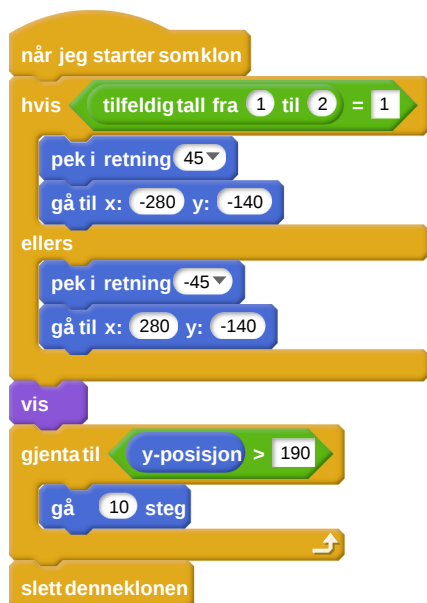 når jeg starter som klon
hvis tilfeldig tall fra 1 til 2 = 1
pek i retning 45
gå til x: -280 y: -140
ellers
pek i retning -45
gå til x: 280 y: -140
vis
gjenta til y-posisjon > 190
gå 10 steg
slett denne klonen